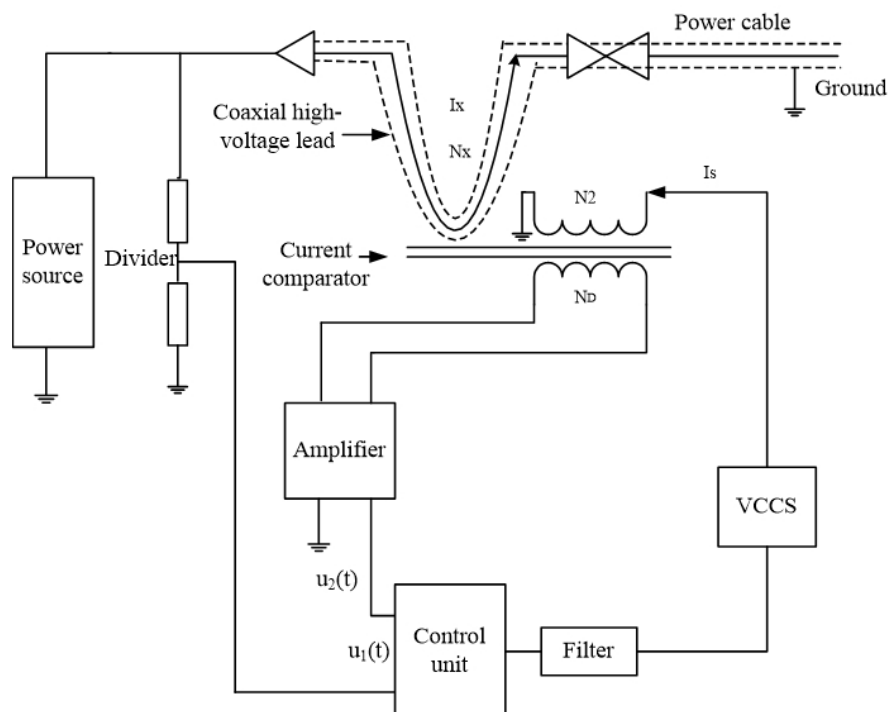 Power cable
Ground
Coaxial high-
voltage lead
Ix
Nx
Is
N2
Power
source
Divider
Current
comparator
ND
Amplifier
VCCS
u₂(t)
u₁(t)
Control
unit
Filter